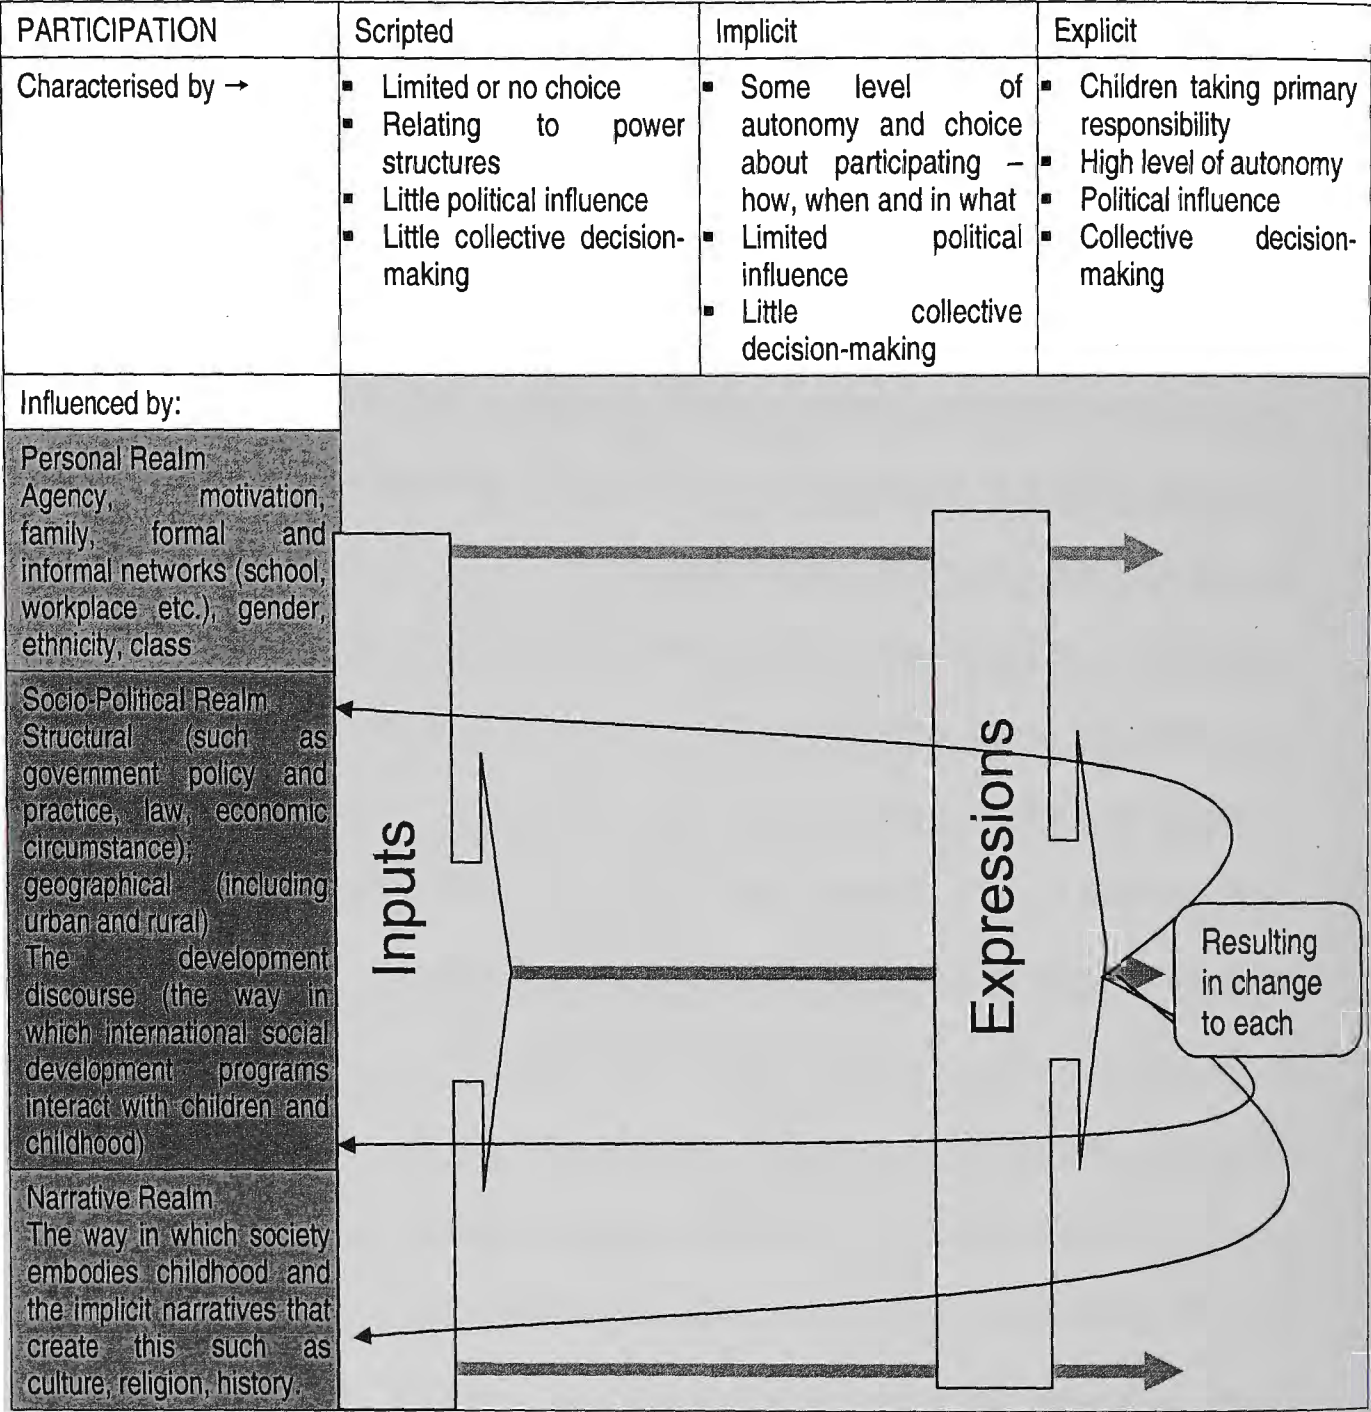 PARTICIPATION
Scripted
Implicit
Explicit
Characterised by →
▪ Limited or no choice
▪ Relating to power
structures
▪ Little political influence
▪ Little collective decision-
making
▪ Some level of
autonomy and choice
about participating –
how, when and in what
▪ Limited political
influence
▪ Little collective
decision-making
▪ Children taking primary
responsibility
▪ High level of autonomy
▪ Political influence
▪ Collective decision-
making
Influenced by:
Personal Realm
Agency, motivation,
family, formal and
informal networks (school,
workplace etc.), gender,
ethnicity, class
Socio-Political Realm
Structural (such as
government policy and
practice, law, economic
circumstance);
geographical (including
urban and rural)
The development
discourse (the way in
which international social
development programs
interact with children and
childhood)
Narrative Realm
The way in which society
embodies childhood and
the implicit narratives that
create this such as
culture, religion, history.
Inputs
Expressions
Resulting
in change
to each